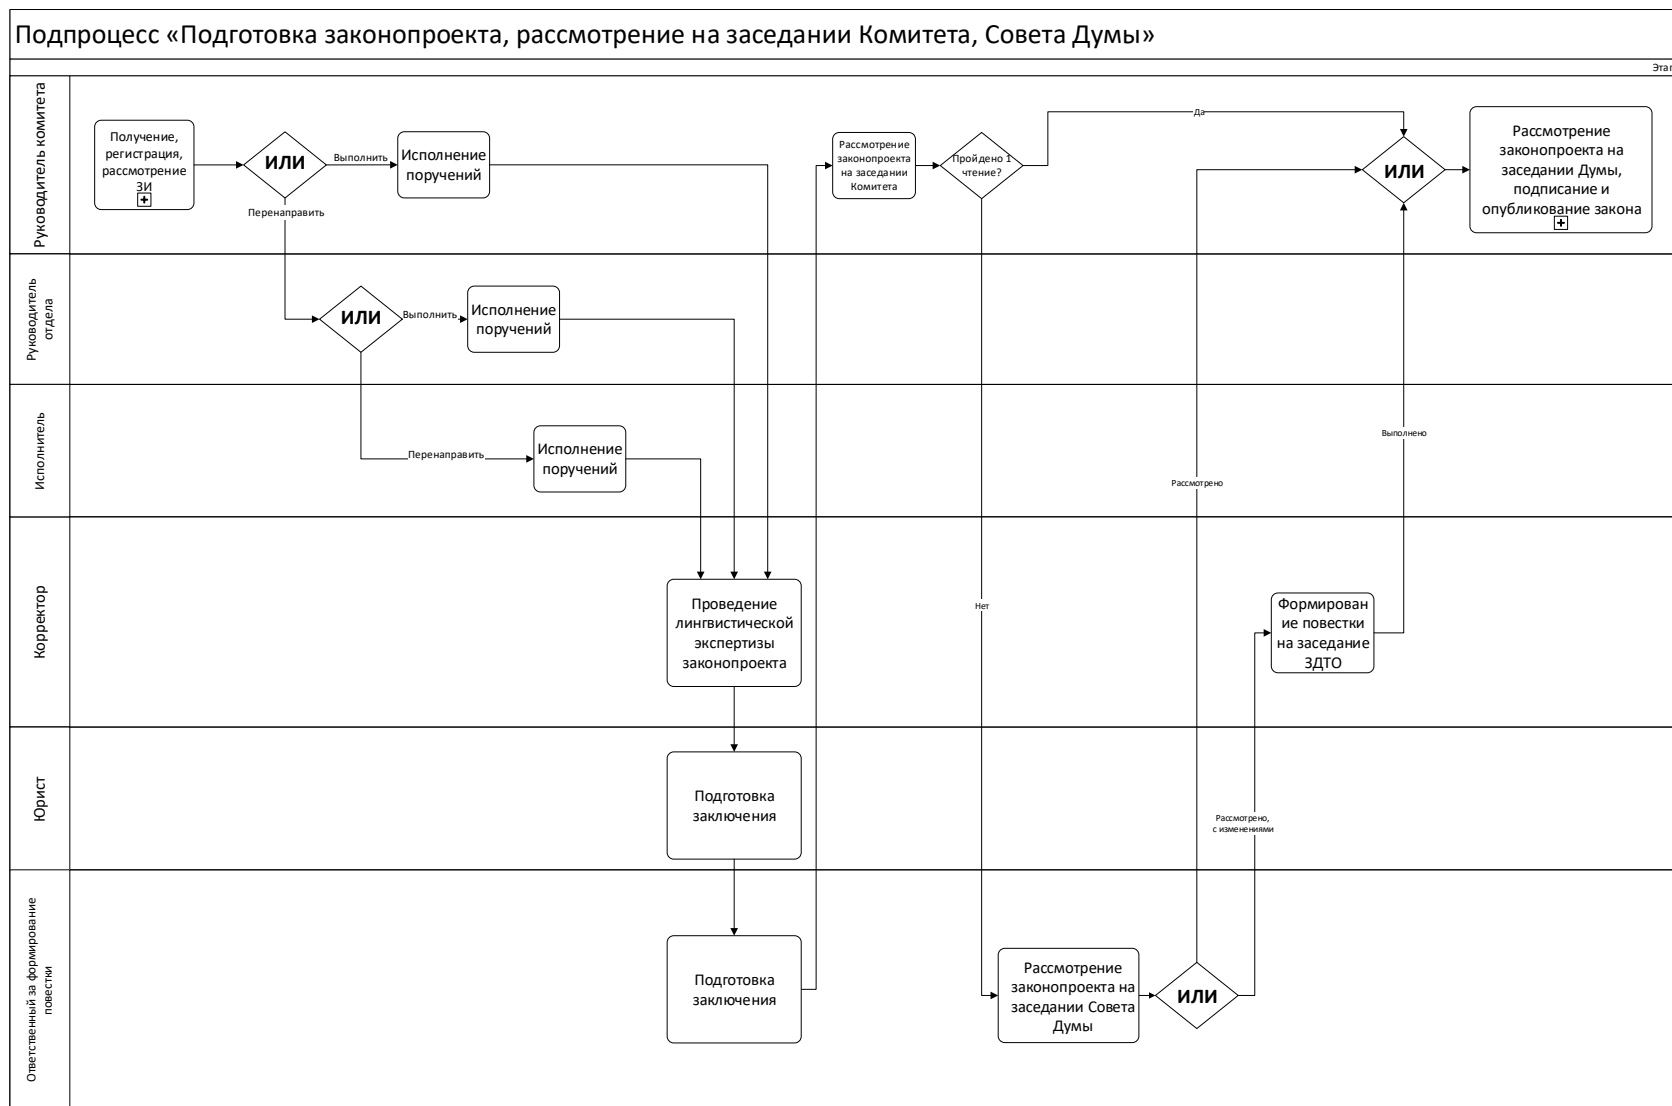 Подпроцесс «Подготовка законопроекта, рассмотрение на заседании Комитета, Совета Думы»
Этап
Руководитель комитета
Получение,
регистрация,
рассмотрение
ЗИ
ИЛИ
Выполнить
Исполнение
поручений
Перенаправить
Рассмотрение
законопроекта
на заседании
Комитета
Пройдено 1
чтение?
Да
ИЛИ
Рассмотрение
законопроекта на
заседании Думы,
подписание и
опубликование закона
Руководитель
отдела
ИЛИ
Выполнить
Исполнение
поручений
Исполнитель
Перенаправить
Исполнение
поручений
Рассмотрено
Выполнено
Корректор
Проведение
лингвистической
экспертизы
законопроекта
Нет
Формирован
ие повестки
на заседание
ЗДТО
Юрист
Подготовка
заключения
Рассмотрено,
с изменениями
Ответственный за формирование
повестки
Подготовка
заключения
Рассмотрение
законопроекта на
заседании Совета
Думы
ИЛИ